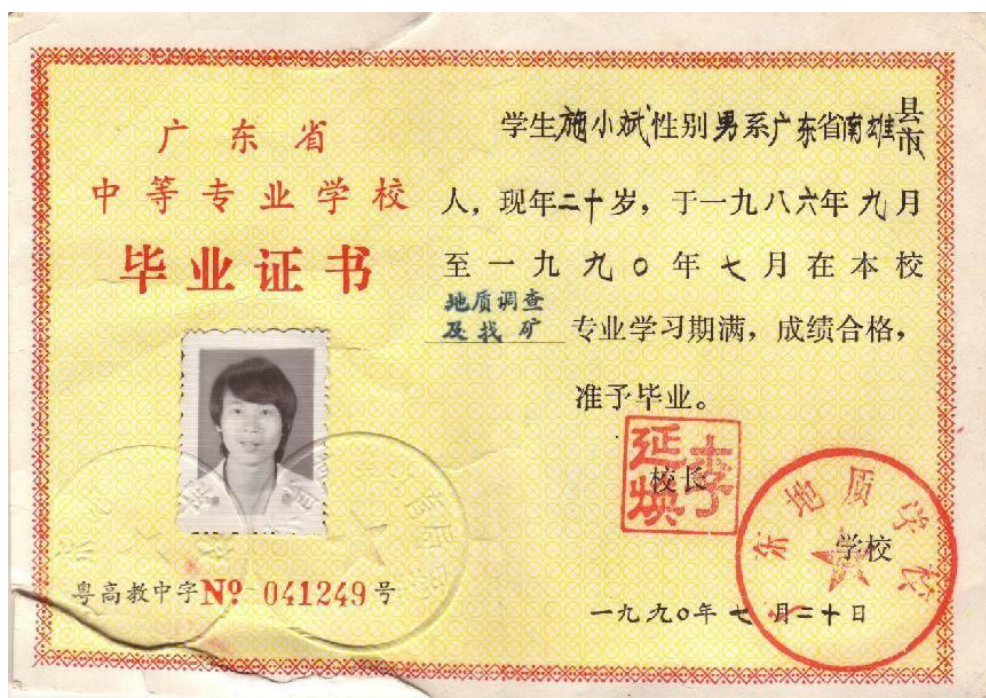 广东省
中等专业学校
毕业证书
粤高教中字№ 041249号
学生施小斌性别男系广东省南雄县市
人，现年二十岁，于一九八六年九月
至一九九〇年七月在本校
地质调查
及找矿
专业学习期满，成绩合格，
准予毕业。
李延焕
校长
东地质学校
学校
一九九〇年七月二十日